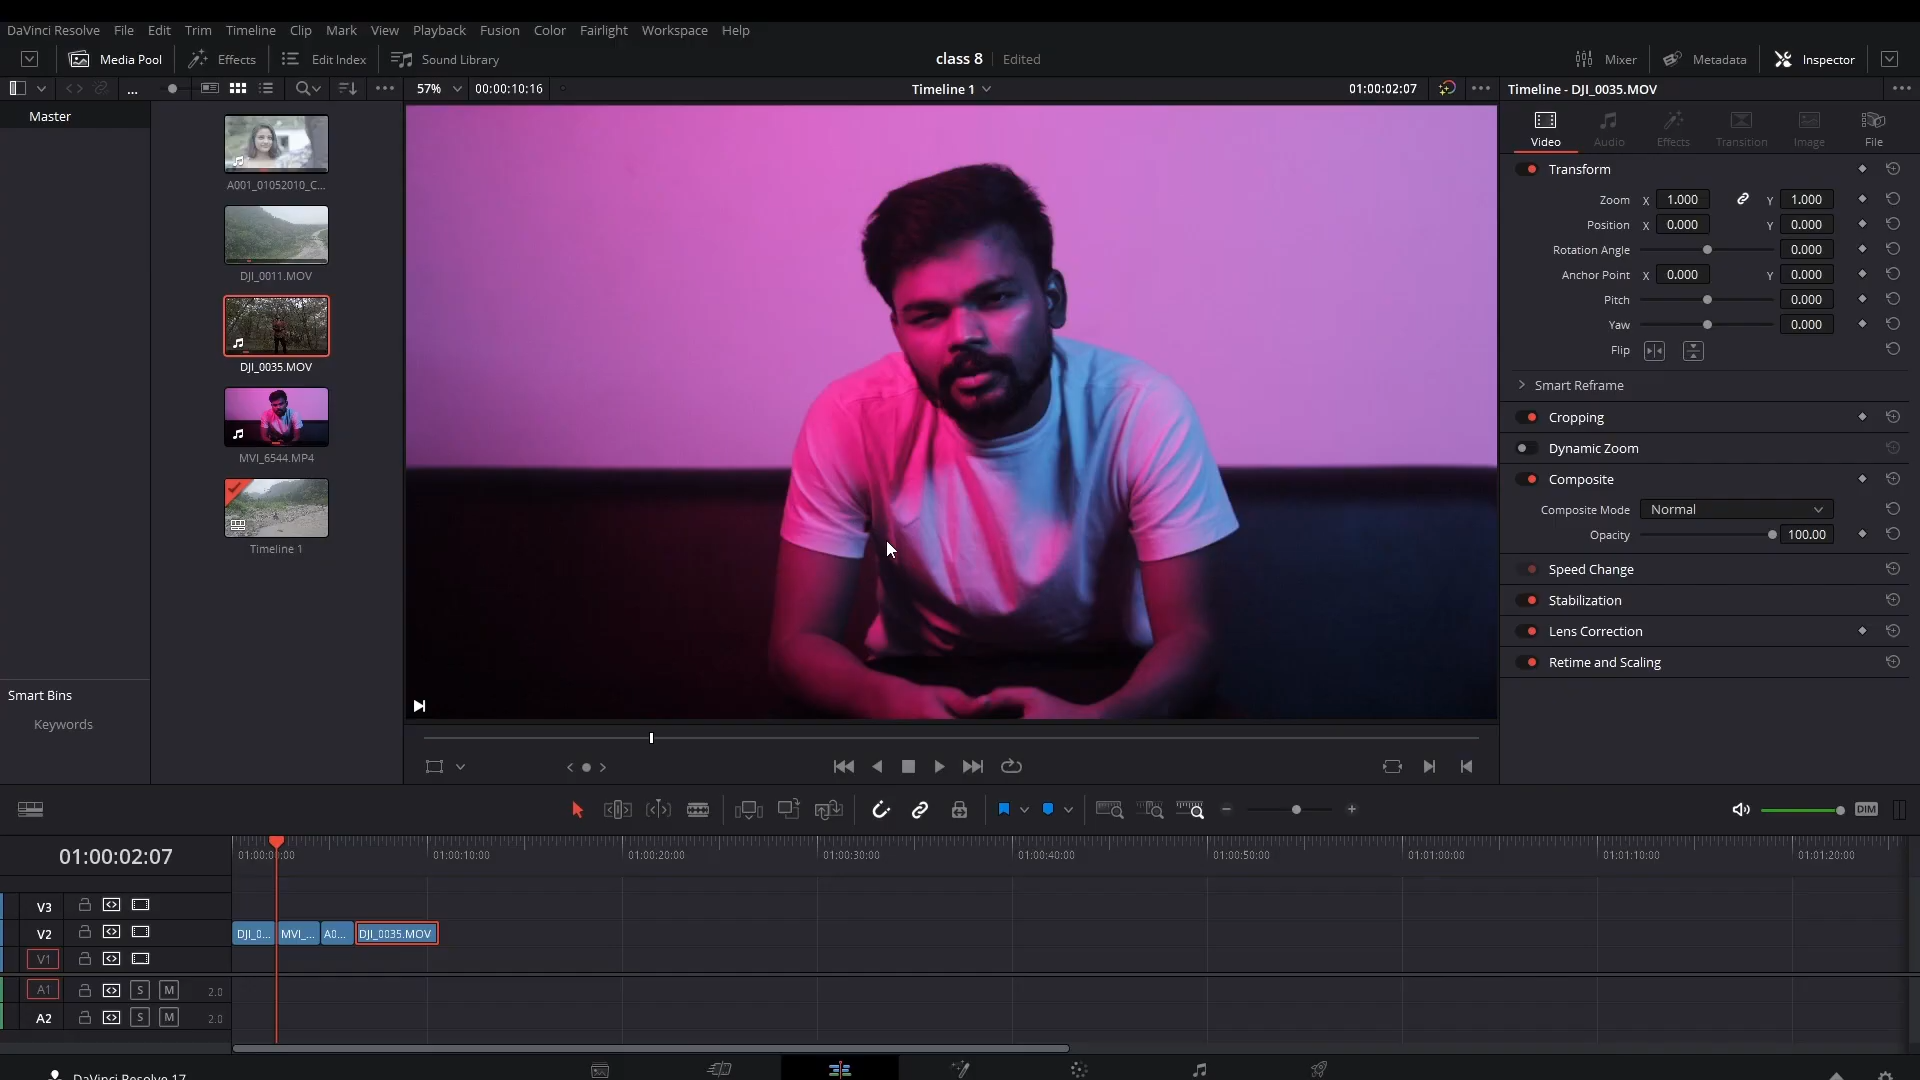 DaVinci Resolve File Edit Trim Timeline Clip Mark View Playback Fusion Color Fairlight Workspace Help
Media Pool Effects Edit Index Sound Library class 8 Edited Mixer Metadata Inspector
... 57% 00:00:10:16 Timeline 1 01:00:02:07 Timeline - DJI_0035.MOV
Master
Video Audio Effects Transition Image File
A001_01052010_C...
DJI_0011.MOV
DJI_0035.MOV
MVI_6544.MP4
Timeline 1
Transform
Zoom X 1.000 Y 1.000
Position X 0.000 Y 0.000
Rotation Angle 0.000
Anchor Point X 0.000 Y 0.000
Pitch 0.000
Yaw 0.000
Flip
Smart Reframe
Cropping
Dynamic Zoom
Composite
Composite Mode Normal
Opacity 100.00
Speed Change
Stabilization
Lens Correction
Retime and Scaling
Smart Bins
Keywords
DIM
01:00:02:07
01:00:00:00 01:00:10:00 01:00:20:00 01:00:30:00 01:00:40:00 01:00:50:00 01:01:00:00 01:01:10:00 01:01:20:00
V3
V2 DJI_0... MVI_... A0... DJI_0035.MOV
V1
A1 S M 2.0
A2 S M 2.0
DaVinci Resolve 17